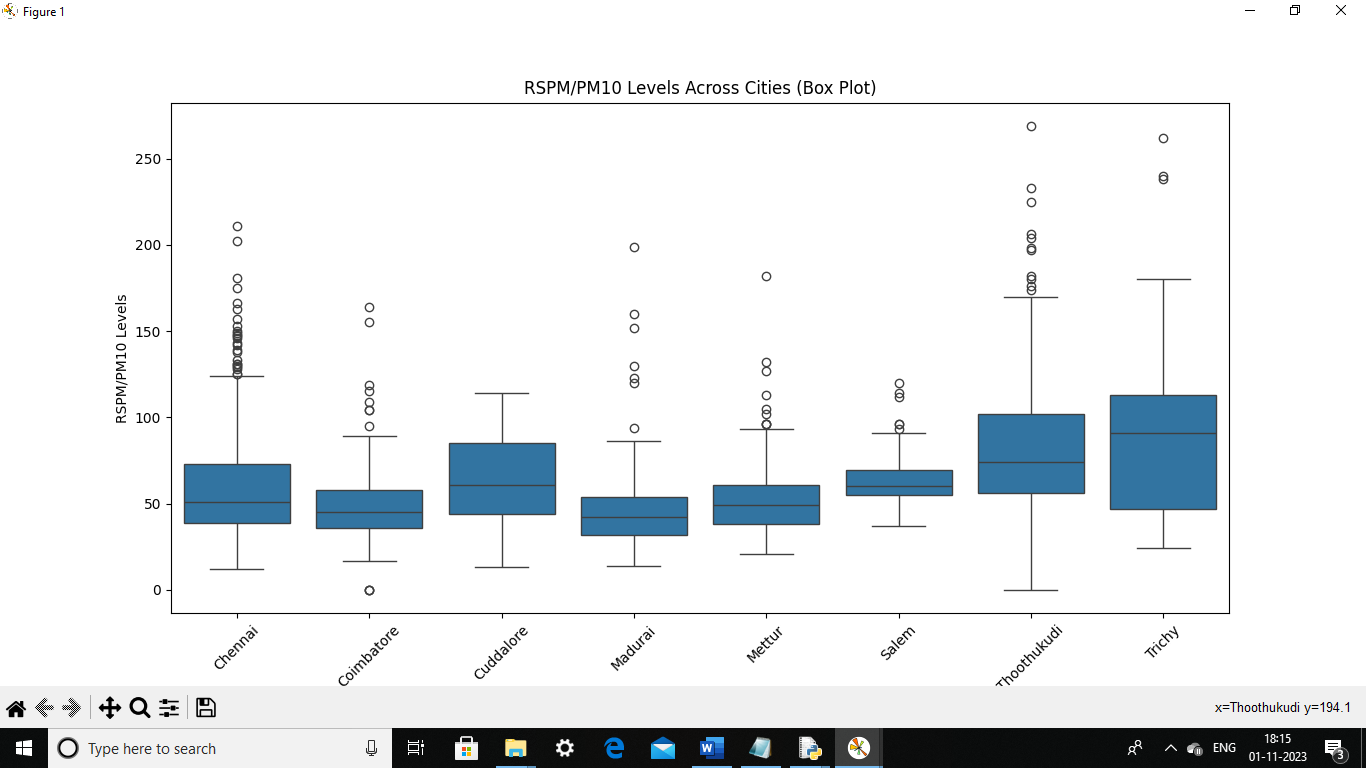 Figure 1
RSPM/PM10 Levels Across Cities (Box Plot)
RSPM/PM10 Levels
250
200
150
100
50
0
Chennai
Coimbatore
Cuddalore
Madurai
Mettur
Salem
Thoothukudi
Trichy
x=Thoothukudi y=194.1
Type here to search
W
ENG
18:15
01-11-2023
3